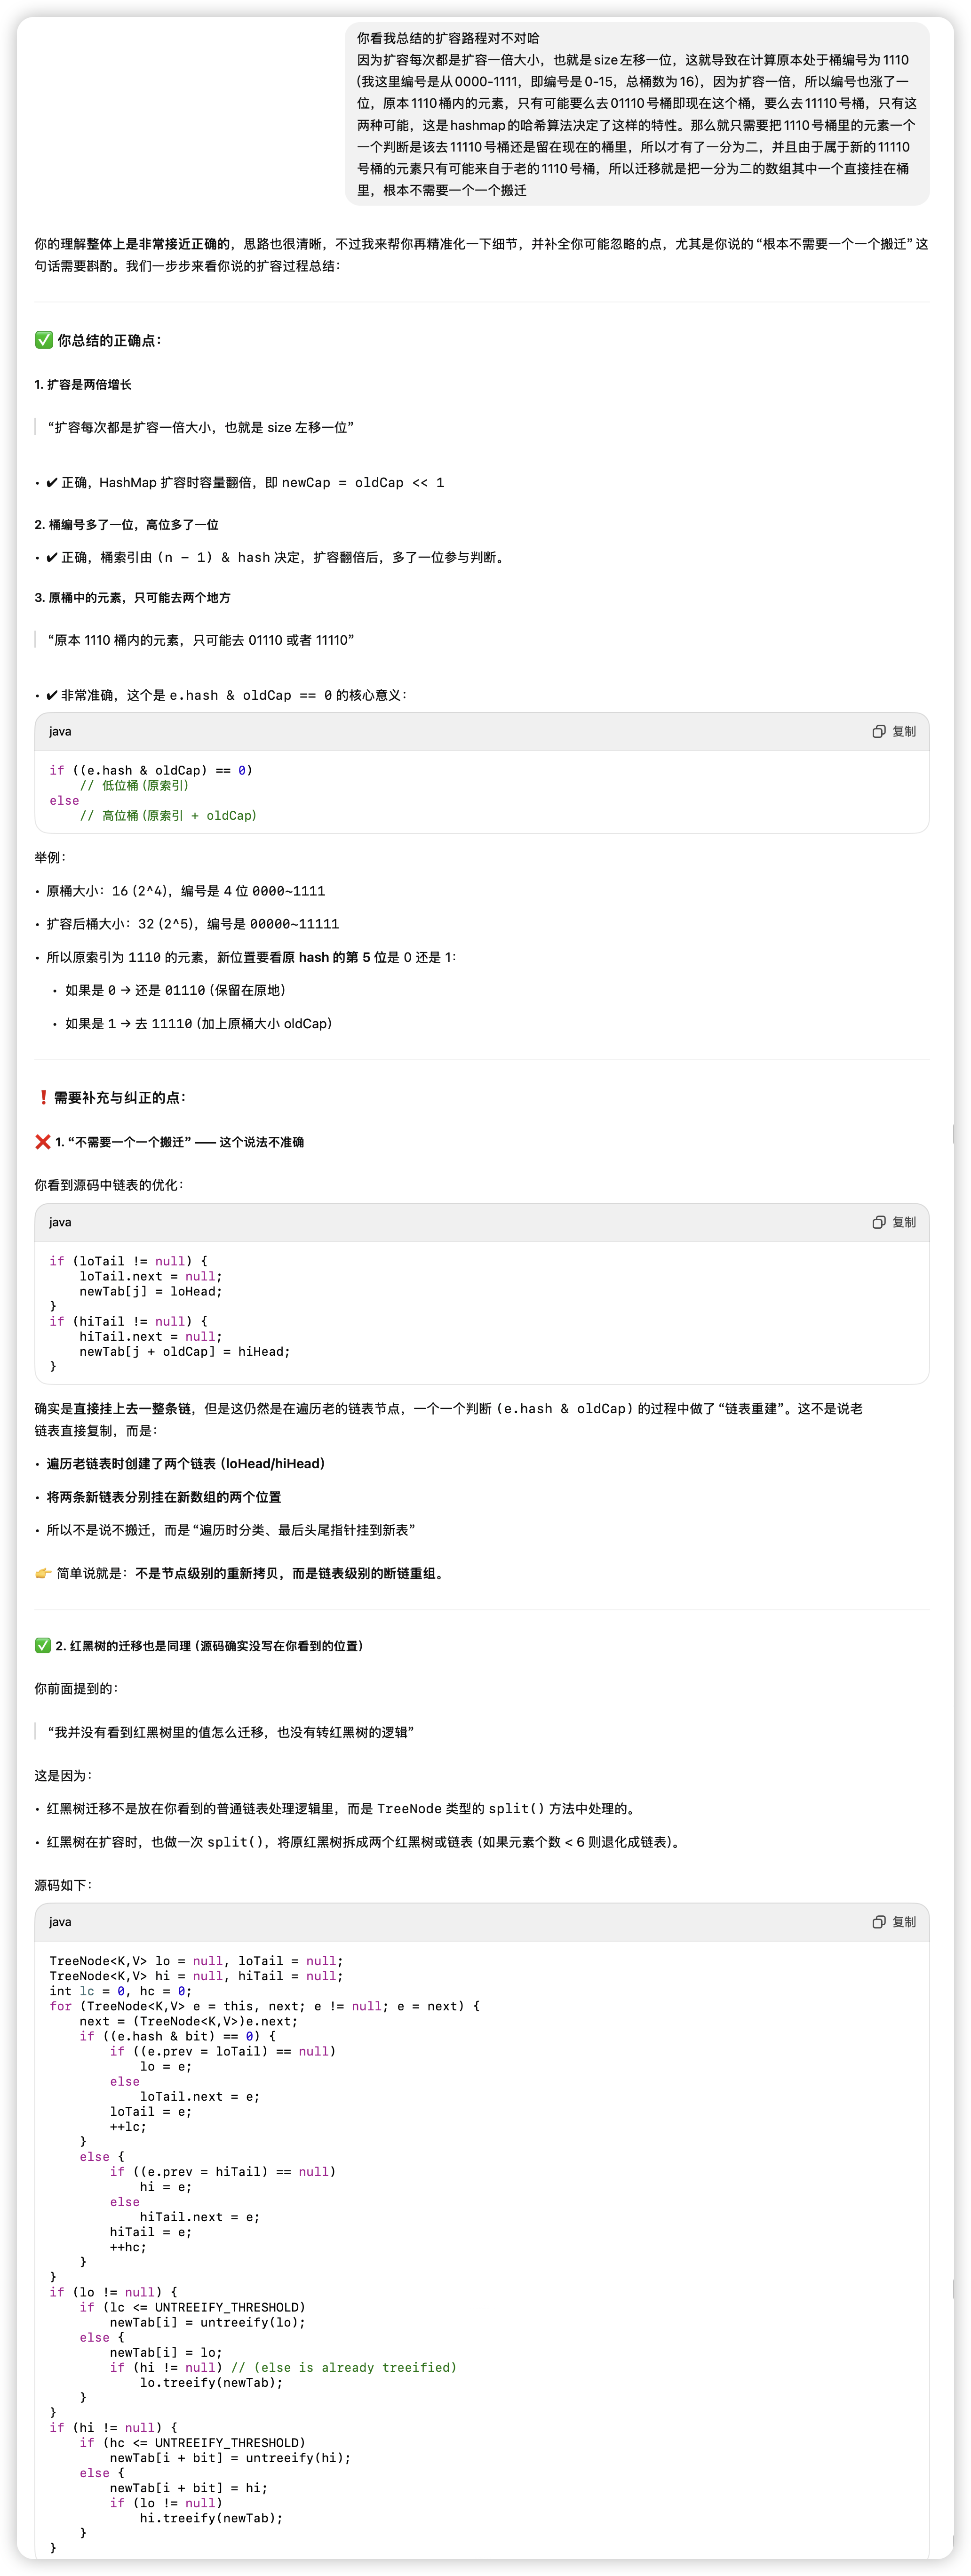 你看我总结的扩容路程对不对哈
因为扩容每次都是扩容一倍大小，也就是size左移一位，这就导致在计算原本处于桶编号为1110
(我这里编号是从0000-1111，即编号是0-15，总桶数为16)，因为扩容一倍，所以编号也涨了一
位，原本1110桶内的元素，只有可能要么去01110号桶即现在这个桶，要么去11110号桶，只有这
两种可能，这是hashmap的哈希算法决定了这样的特性。那么就只需要把1110号桶里的元素一个
一个判断是该去11110号桶还是留在现在的桶里，所以才有了一分为二，并且由于属于新的11110
号桶的元素只有可能来自于老的1110号桶，所以迁移就是把一分为二的数组其中一个直接挂在桶
里，根本不需要一个一个搬迁
你的理解整体上是非常接近正确的，思路也很清晰，不过我来帮你再精准化一下细节，并补全你可能忽略的点，尤其是你说的“根本不需要一个一个搬迁”这
句话需要斟酌。我们一步步来看你说的扩容过程总结：
✅ 你总结的正确点：
1. 扩容是两倍增长
“扩容每次都是扩容一倍大小，也就是 size 左移一位”
• ✔ 正确，HashMap 扩容时容量翻倍，即 newCap = oldCap << 1
2. 桶编号多了一位，高位多了一位
• ✔ 正确，桶索引由 (n - 1) & hash 决定，扩容翻倍后，多了一位参与判断。
3. 原桶中的元素，只可能去两个地方
“原本 1110 桶内的元素，只可能去 01110 或者 11110”
• ✔ 非常准确，这个是 e.hash & oldCap == 0 的核心意义：
java
复制
if ((e.hash & oldCap) == 0)
    // 低位桶（原索引）
else
    // 高位桶（原索引 + oldCap）
举例：
• 原桶大小：16 (2^4)，编号是 4 位 0000~1111
• 扩容后桶大小：32 (2^5)，编号是 00000~11111
• 所以原索引为 1110 的元素，新位置要看原 hash 的第 5 位是 0 还是 1：
• 如果是 0 → 还是 01110（保留在原地）
• 如果是 1 → 去 11110（加上原桶大小 oldCap）
❗ 需要补充与纠正的点：
❌ 1. “不需要一个一个搬迁” —— 这个说法不准确
你看到源码中链表的优化：
java
复制
if (loTail != null) {
    loTail.next = null;
    newTab[j] = loHead;
}
if (hiTail != null) {
    hiTail.next = null;
    newTab[j + oldCap] = hiHead;
}
确实是直接挂上去一整条链，但是这仍然是在遍历老的链表节点，一个一个判断 (e.hash & oldCap) 的过程中做了“链表重建”。这不是说老
链表直接复制，而是：
• 遍历老链表时创建了两个链表（loHead/hiHead）
• 将两条新链表分别挂在新数组的两个位置
• 所以不是说不搬迁，而是“遍历时分类、最后头尾指针挂到新表”
👉 简单说就是：不是节点级别的重新拷贝，而是链表级别的断链重组。
✅ 2. 红黑树的迁移也是同理（源码确实没写在你看到的位置）
你前面提到的：
“我并没有看到红黑树里的值怎么迁移，也没有转红黑树的逻辑”
这是因为：
• 红黑树迁移不是放在你看到的普通链表处理逻辑里，而是 TreeNode 类型的 split() 方法中处理的。
• 红黑树在扩容时，也做一次 split()，将原红黑树拆成两个红黑树或链表（如果元素个数 < 6 则退化成链表）。
源码如下：
java
复制
TreeNode<K,V> lo = null, loTail = null;
TreeNode<K,V> hi = null, hiTail = null;
int lc = 0, hc = 0;
for (TreeNode<K,V> e = this, next; e != null; e = next) {
    next = (TreeNode<K,V>)e.next;
    if ((e.hash & bit) == 0) {
        if ((e.prev = loTail) == null)
            lo = e;
        else
            loTail.next = e;
        loTail = e;
        ++lc;
    }
    else {
        if ((e.prev = hiTail) == null)
            hi = e;
        else
            hiTail.next = e;
        hiTail = e;
        ++hc;
    }
}
if (lo != null) {
    if (lc <= UNTREEIFY_THRESHOLD)
        newTab[i] = untreeify(lo);
    else {
        newTab[i] = lo;
        if (hi != null) // (else is already treeified)
            lo.treeify(newTab);
    }
}
if (hi != null) {
    if (hc <= UNTREEIFY_THRESHOLD)
        newTab[i + bit] = untreeify(hi);
    else {
        newTab[i + bit] = hi;
        if (lo != null)
            hi.treeify(newTab);
    }
}